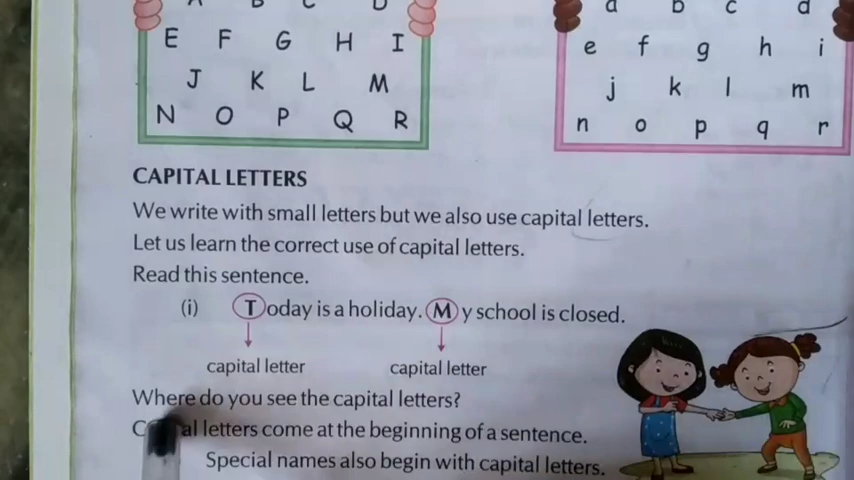 A B C D
E F G H I
J K L M
N O P Q R
a b c d
e f g h i
j k l m
n o p q r
CAPITAL LETTERS
We write with small letters but we also use capital letters.
Let us learn the correct use of capital letters.
Read this sentence.
(i) Today is a holiday. My school is closed.
capital letter capital letter
Where do you see the capital letters?
letters come at the beginning of a sentence.
Special names also begin with capital letters.